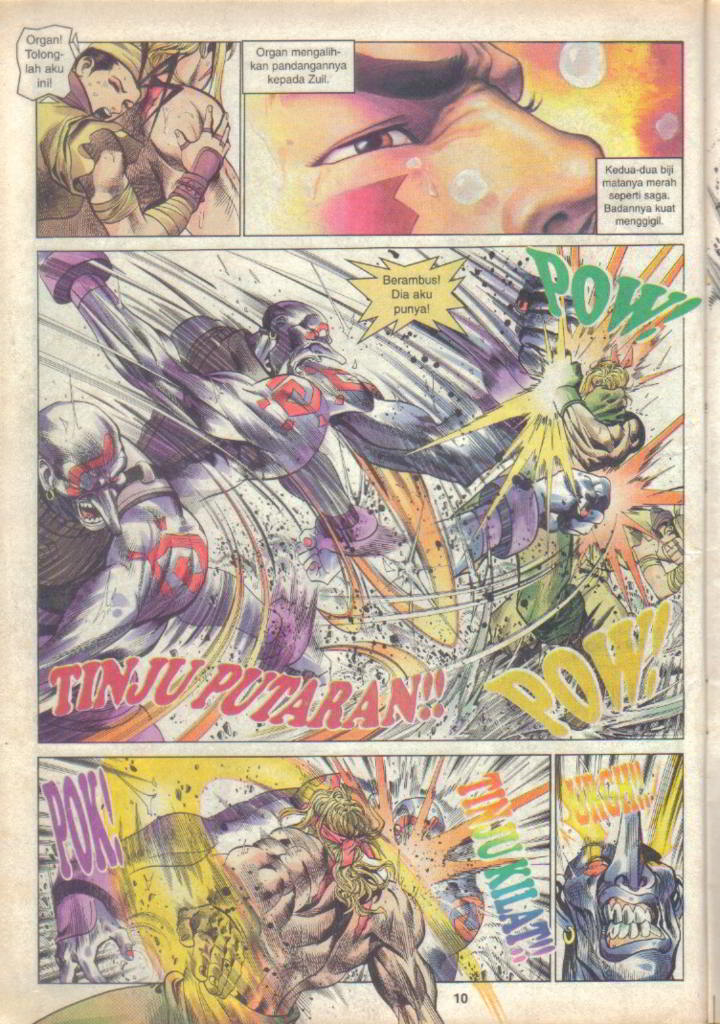 Organ!
Tolong-
lah aku
ini!
Organ mengalih-
kan pandangannya
kepada Zuil.
Kedua-dua biji
matanya merah
seperti saga.
Badannya kuat
menggigil.
Berambus!
Dia aku
punya!
POW!
TINJU PUTARAN!!
POW!
POK!
TINJU KILAT!!
URGH!!
10